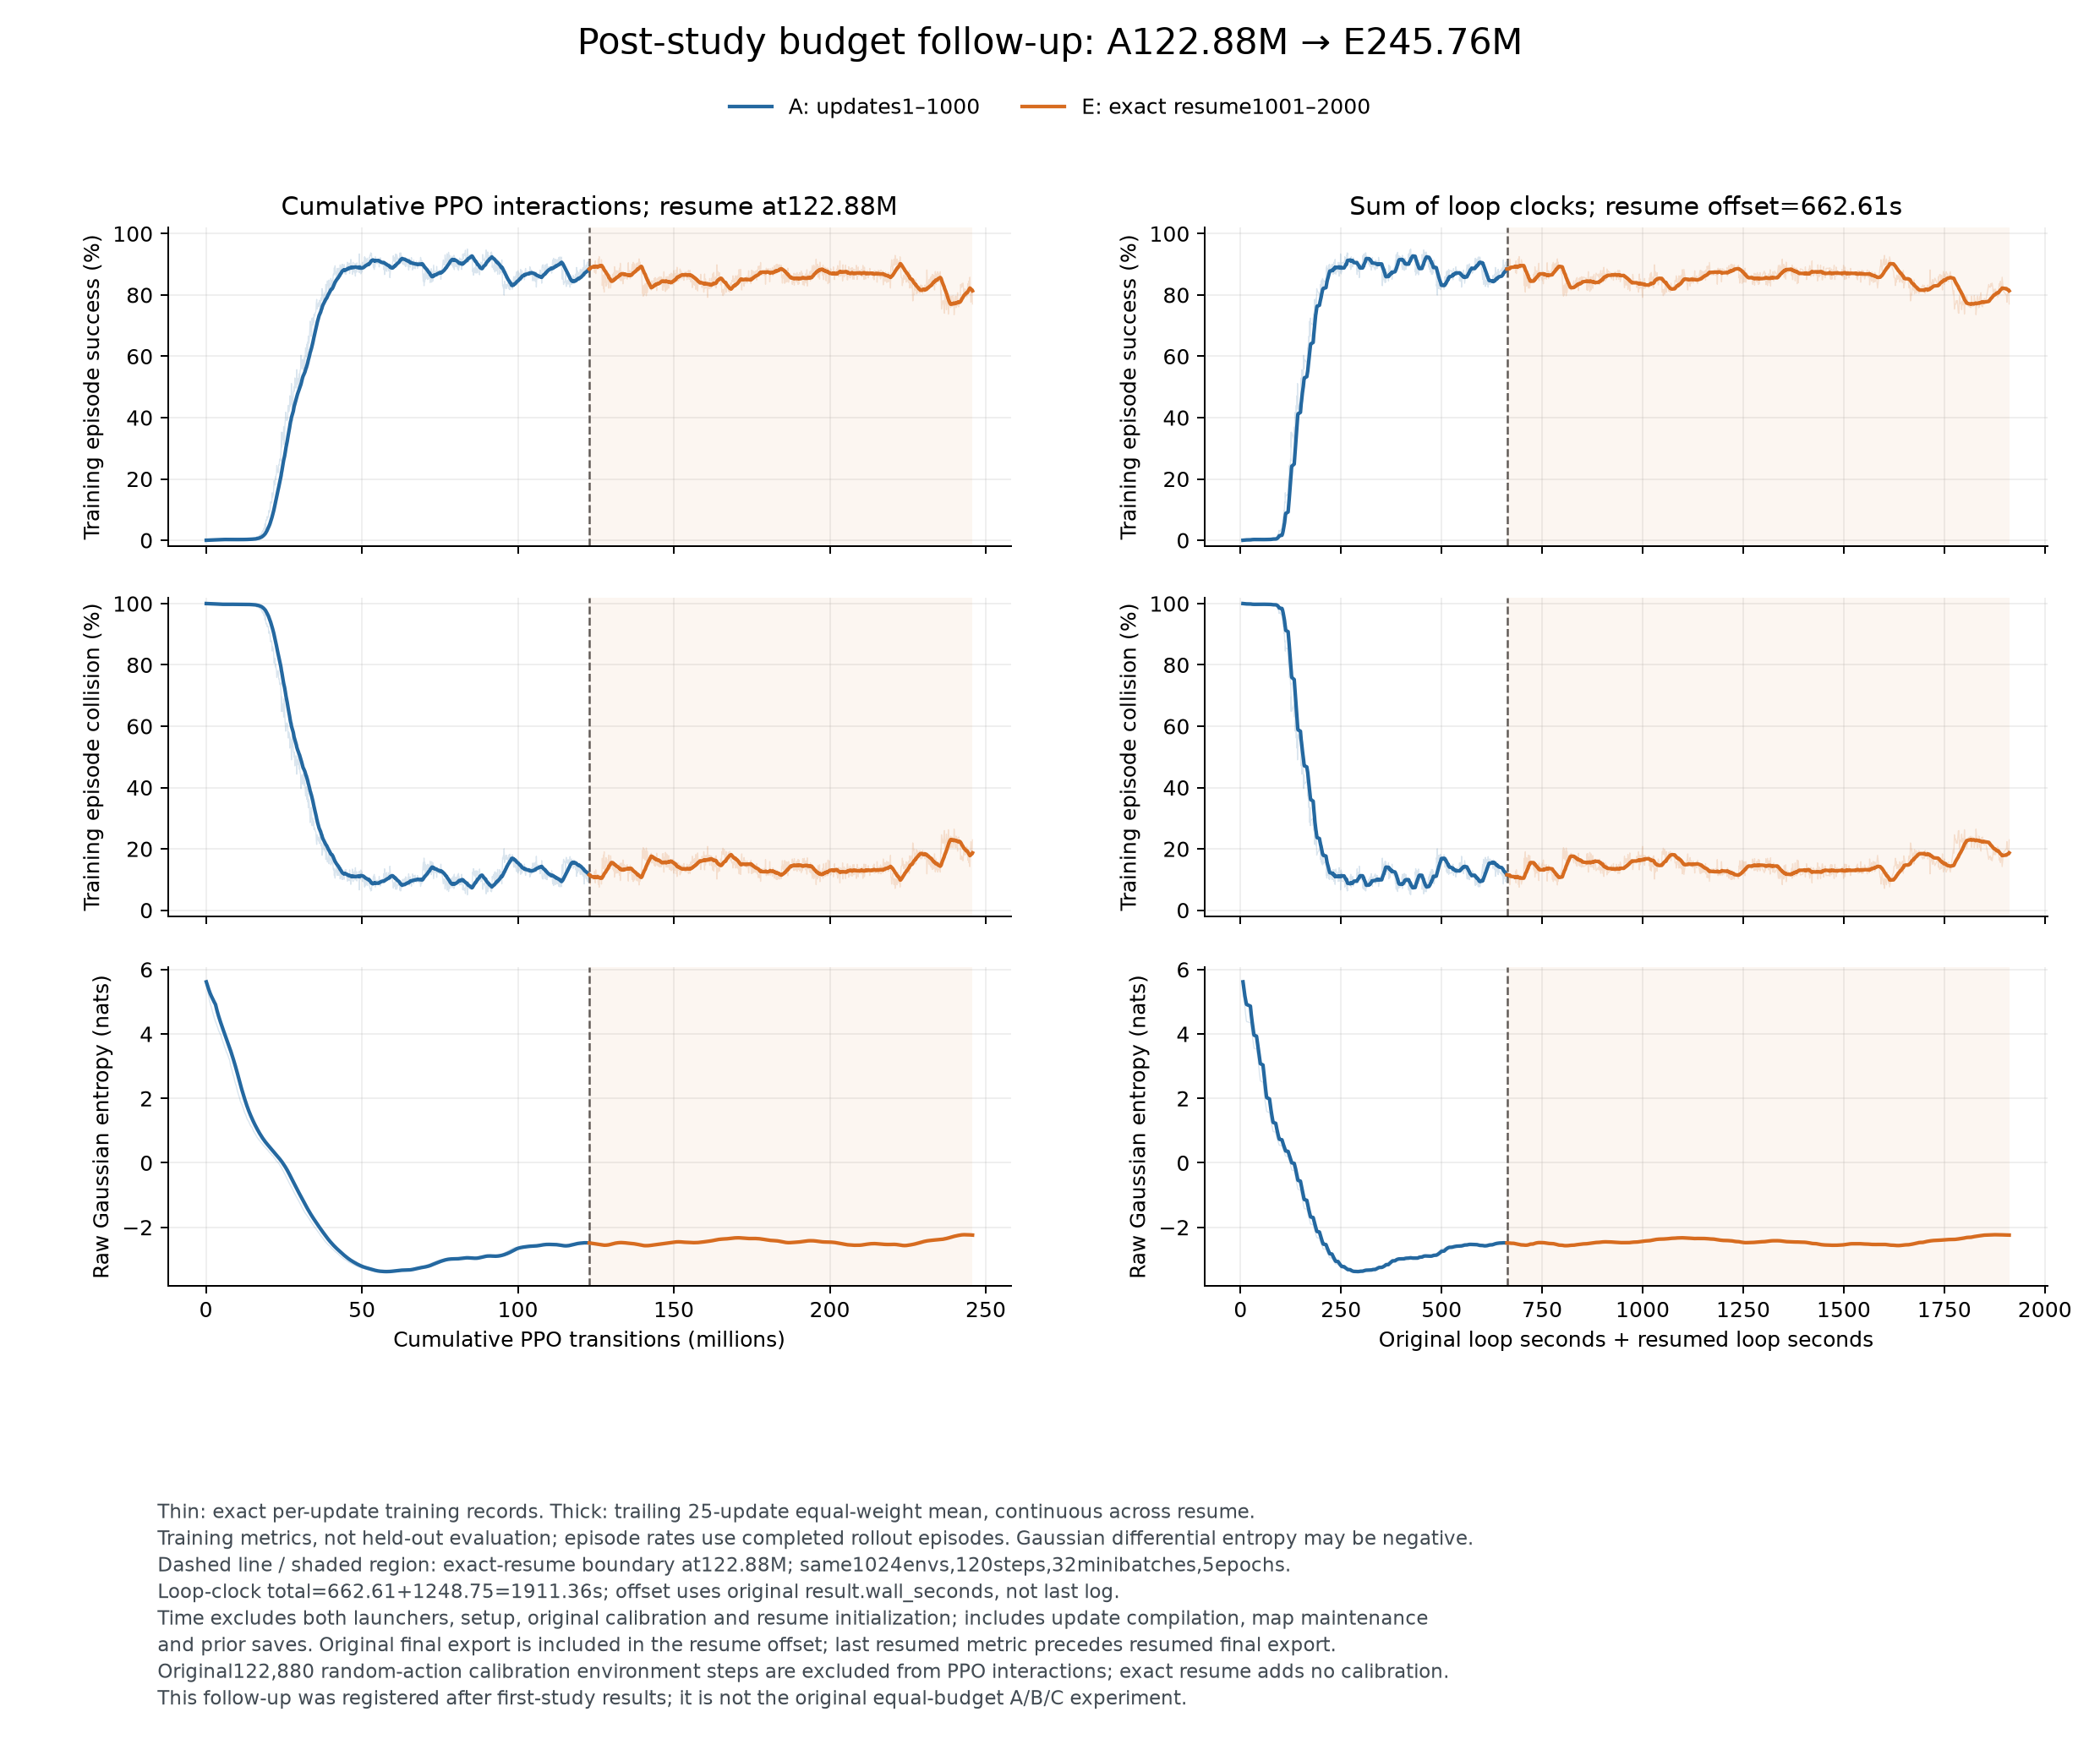 Post-study budget follow-up: A122.88M → E245.76M
A: updates1–1000
E: exact resume1001–2000
Cumulative PPO interactions; resume at122.88M
Training episode success (%)
100
80
60
40
20
0
Sum of loop clocks; resume offset=662.61s
Training episode success (%)
100
80
60
40
20
0
Training episode collision (%)
100
80
60
40
20
0
Training episode collision (%)
100
80
60
40
20
0
Raw Gaussian entropy (nats)
6
4
2
0
−2
0 50 100 150 200 250
Cumulative PPO transitions (millions)
Raw Gaussian entropy (nats)
6
4
2
0
−2
0 250 500 750 1000 1250 1500 1750 2000
Original loop seconds + resumed loop seconds
Thin: exact per-update training records. Thick: trailing 25-update equal-weight mean, continuous across resume.
Training metrics, not held-out evaluation; episode rates use completed rollout episodes. Gaussian differential entropy may be negative.
Dashed line / shaded region: exact-resume boundary at122.88M; same1024envs,120steps,32minibatches,5epochs.
Loop-clock total=662.61+1248.75=1911.36s; offset uses original result.wall_seconds, not last log.
Time excludes both launchers, setup, original calibration and resume initialization; includes update compilation, map maintenance
and prior saves. Original final export is included in the resume offset; last resumed metric precedes resumed final export.
Original122,880 random-action calibration environment steps are excluded from PPO interactions; exact resume adds no calibration.
This follow-up was registered after first-study results; it is not the original equal-budget A/B/C experiment.